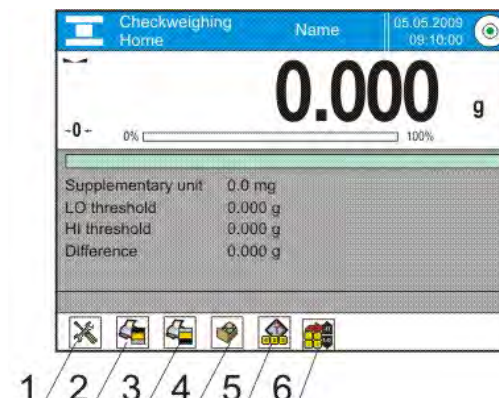 Checkweighing
Home
Name
05.05.2009
09:10:00
0.000 g
-0-
0% 100%
Supplementary unit 0.0 mg
LO threshold 0.000 g
HI threshold 0.000 g
Difference 0.000 g
1 2 3 4 5 6